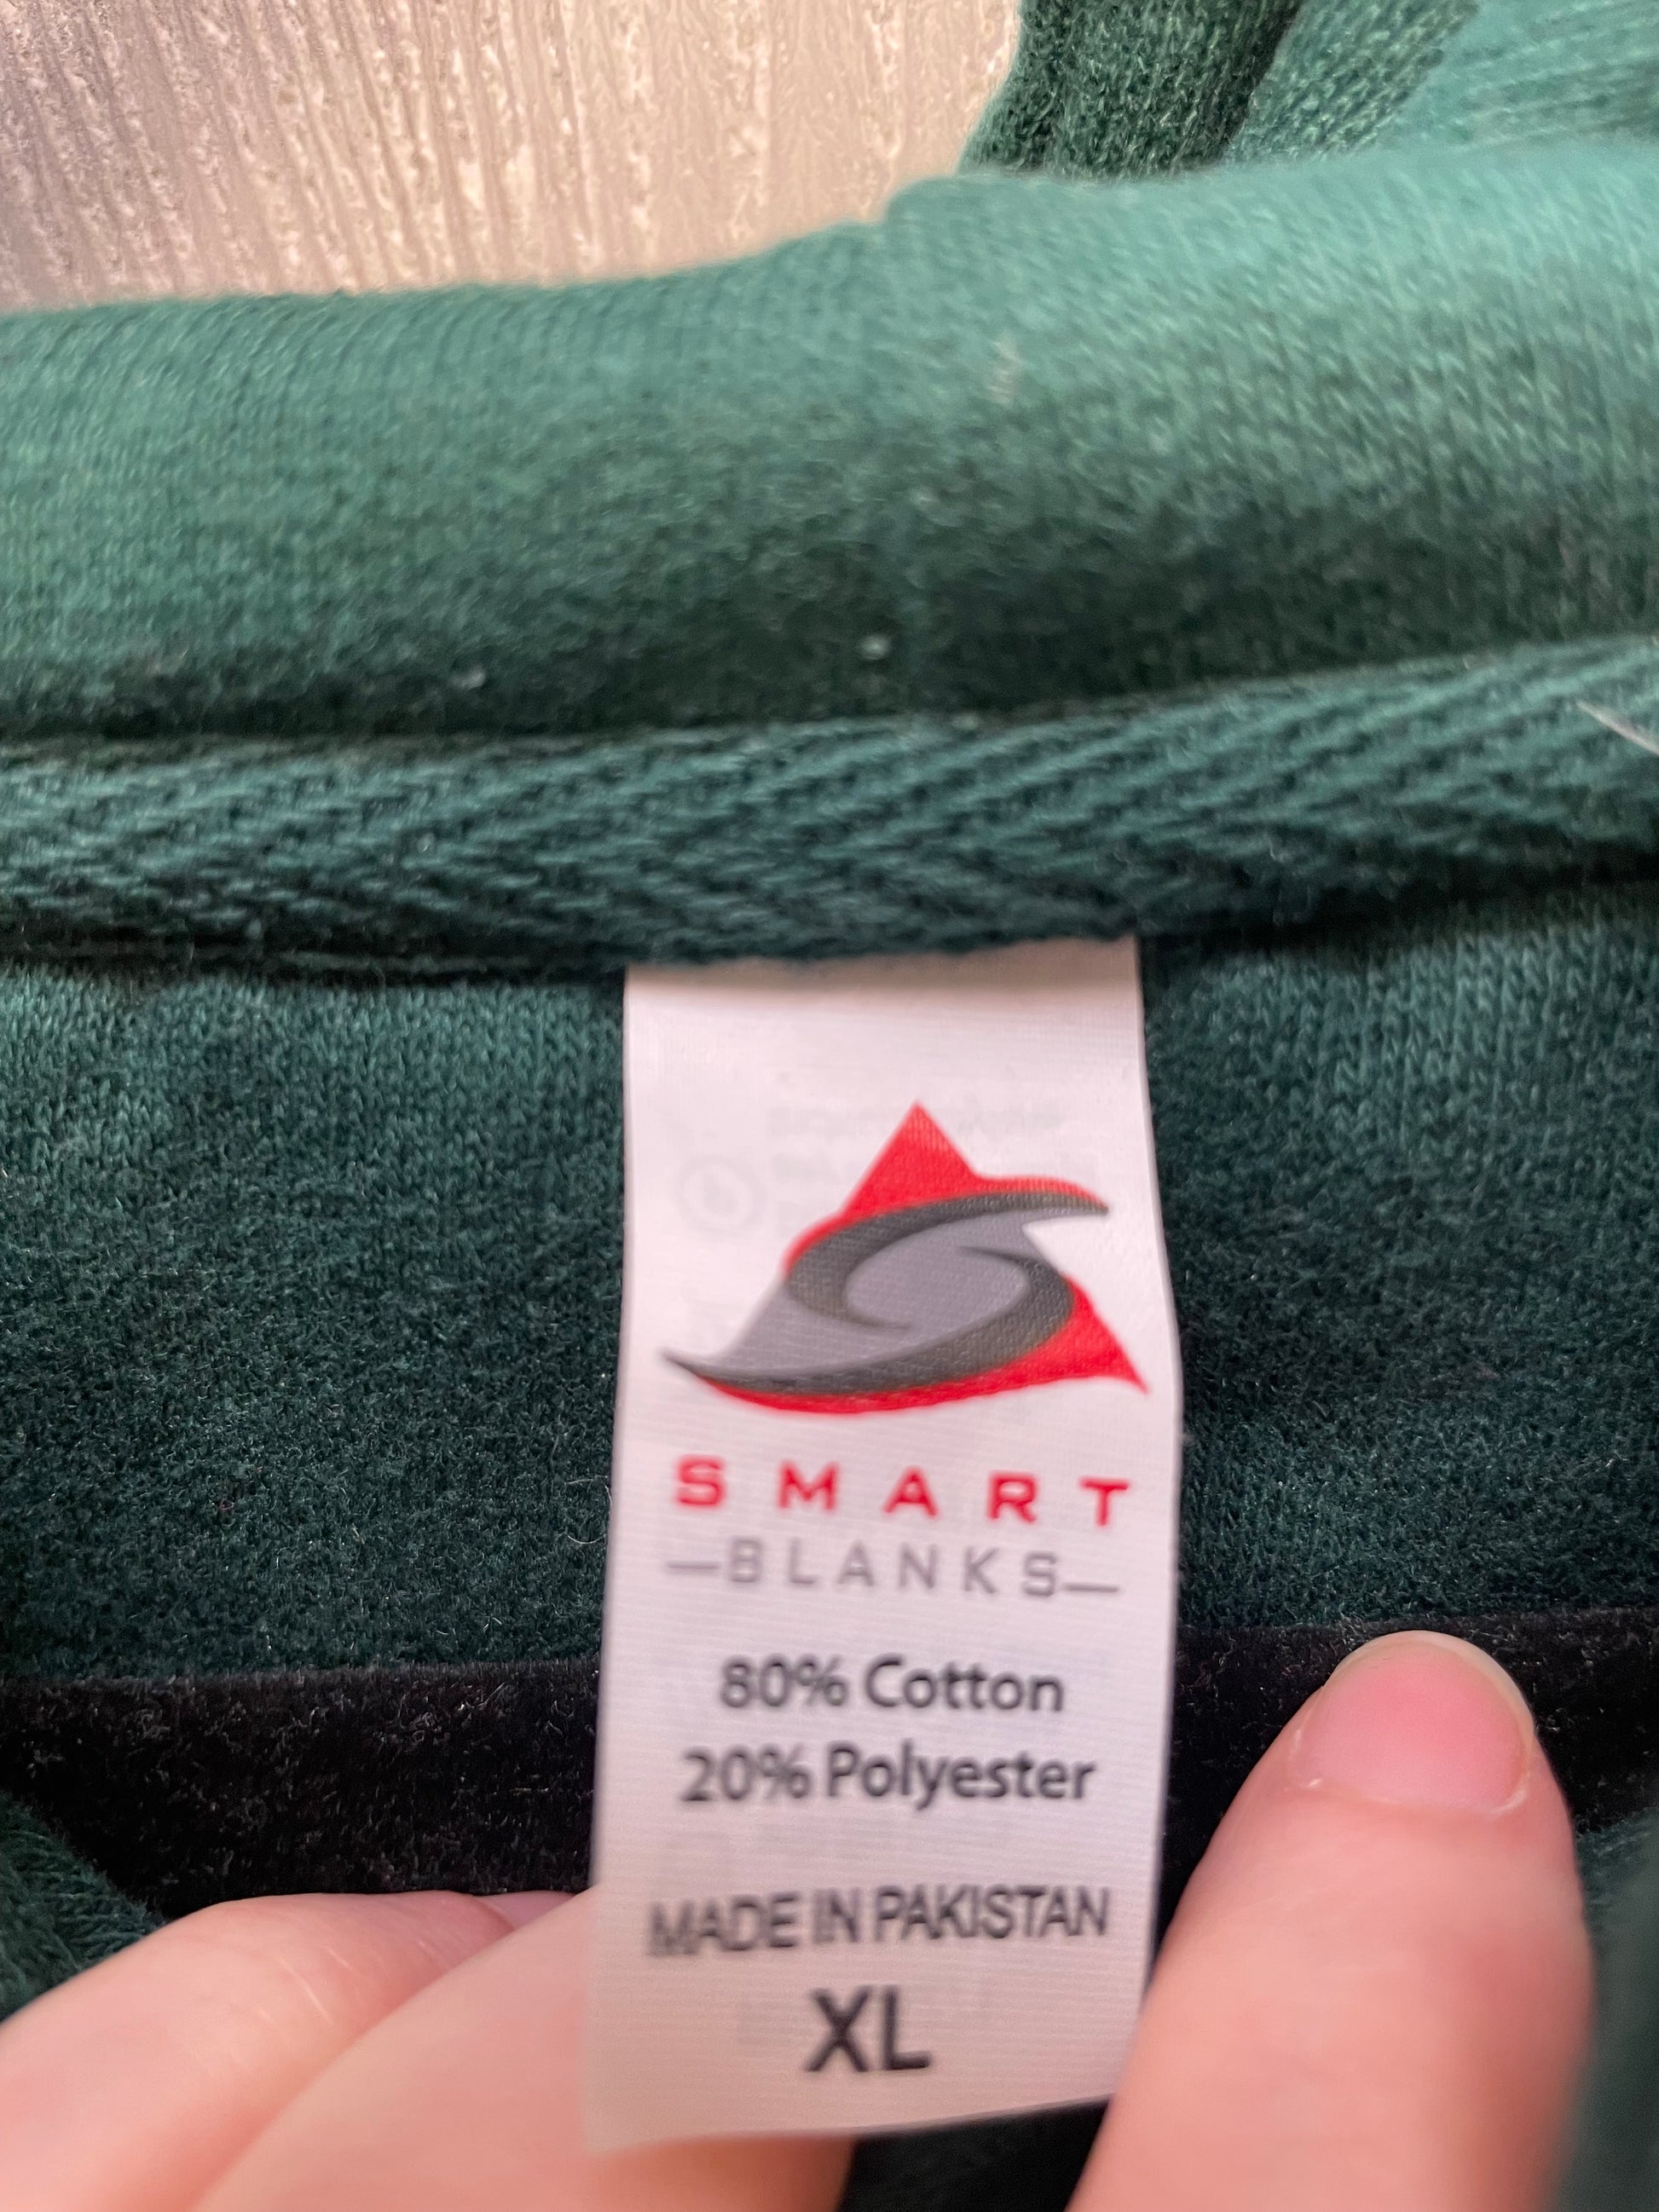 SMART
—BLANKS—
80% Cotton
20% Polyester
MADE IN PAKISTAN
XL